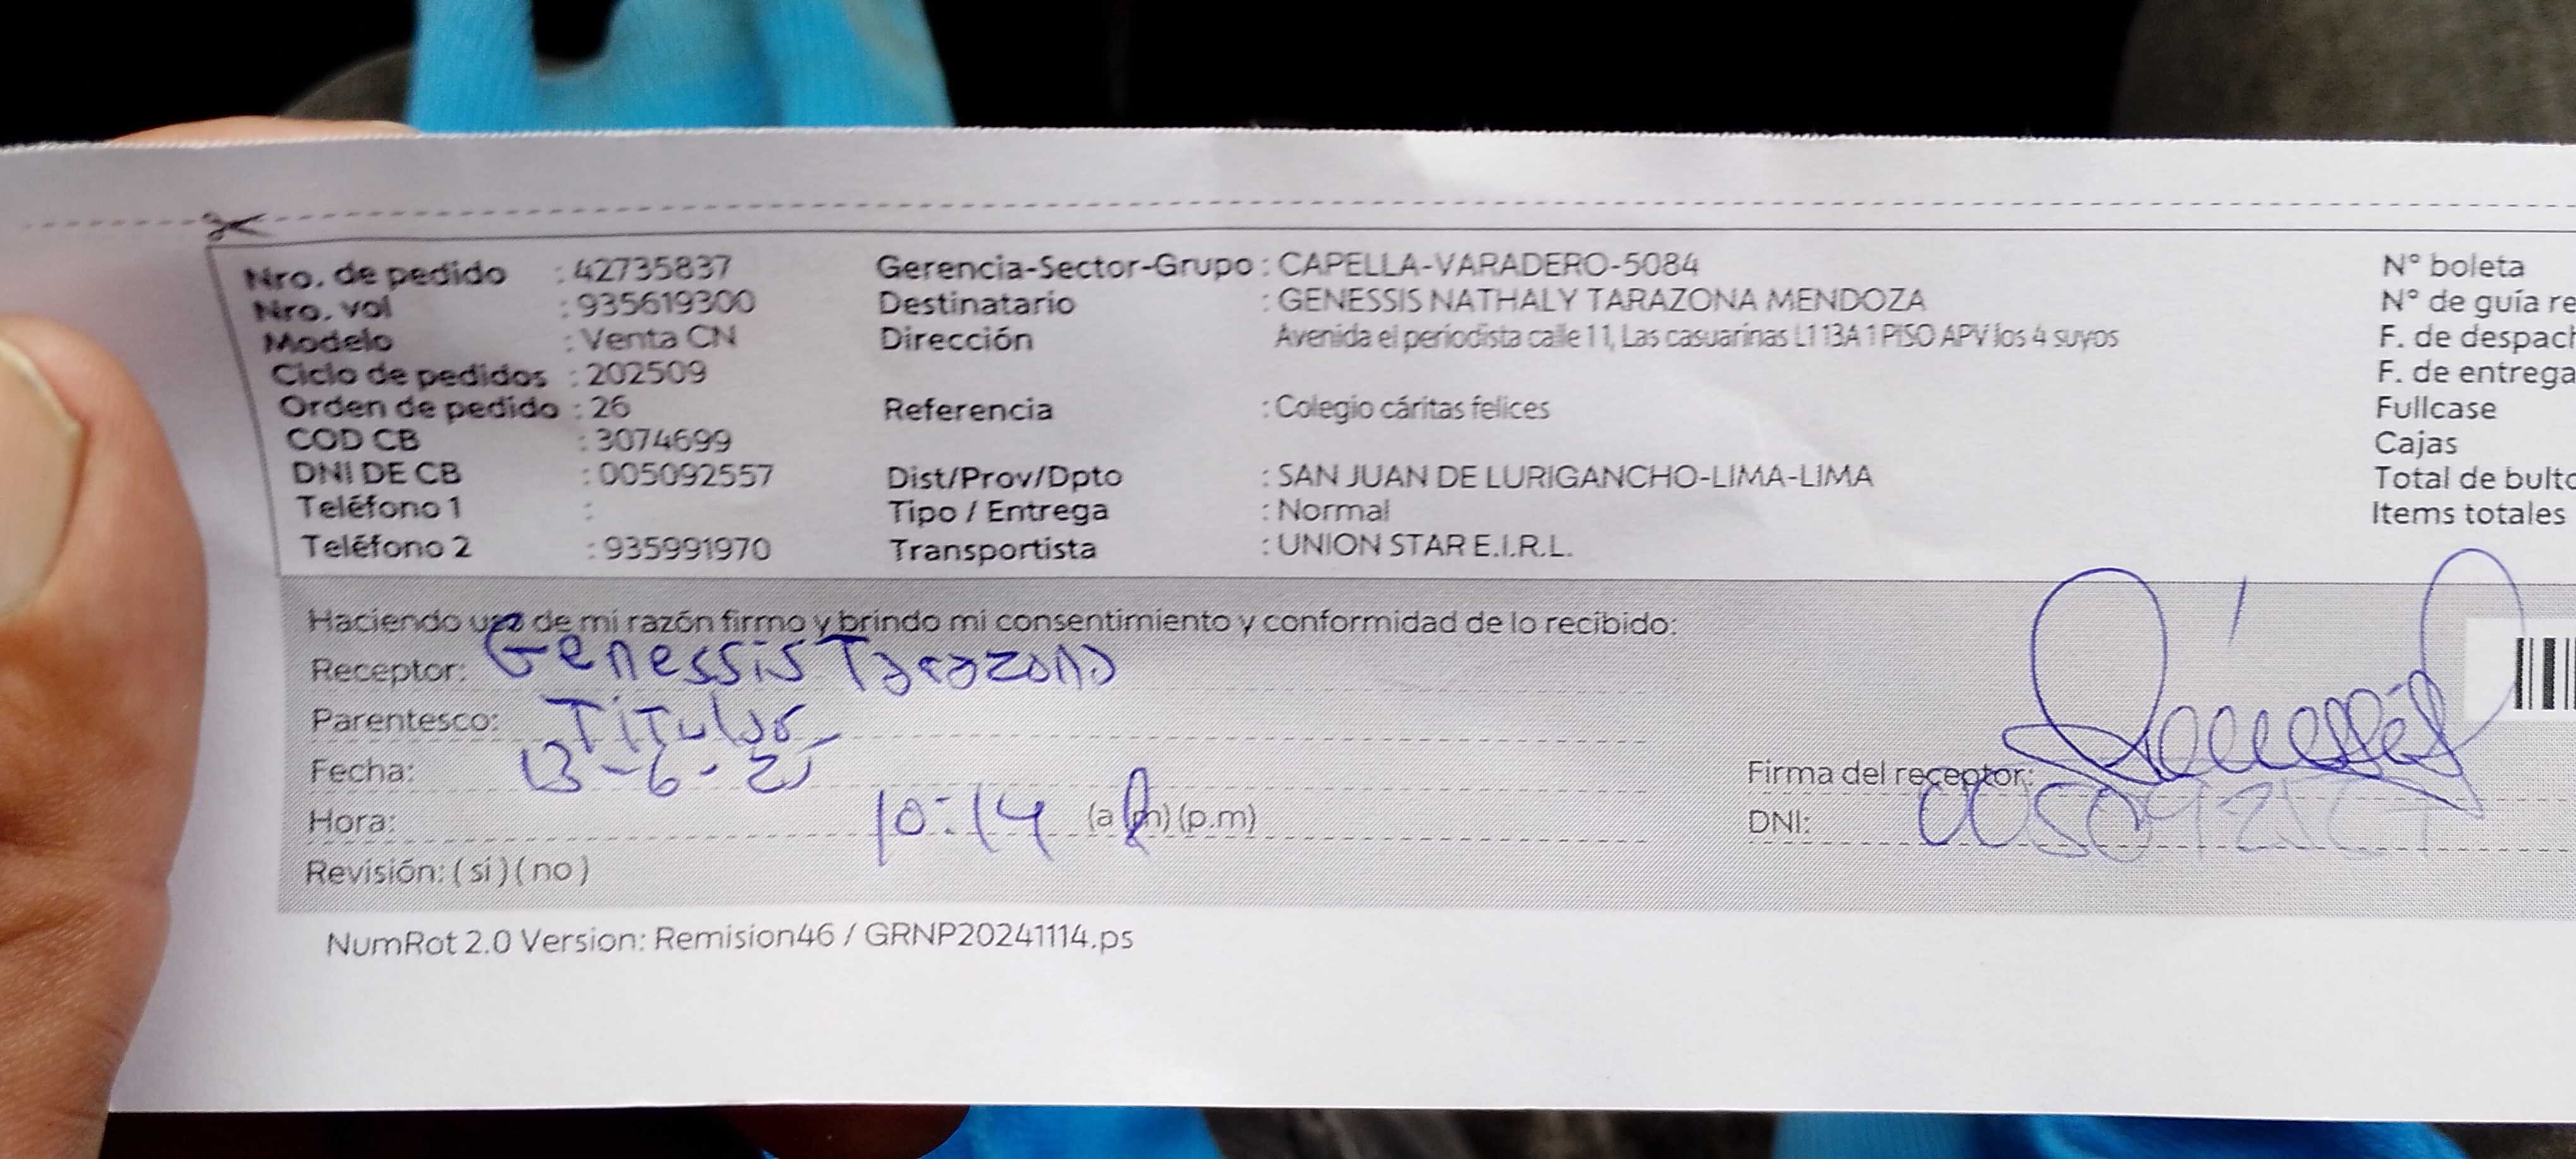 Nro. de pedido : 42735837 Gerencia-Sector-Grupo : CAPELLA-VARADERO-5084 N° boleta
Nro. vol : 935619300 Destinatario : GENESSIS NATHALY TARAZONA MENDOZA N° de guía re
Modelo : Venta CN Dirección Avenida el periodista calle 11, Las casuarinas L113A 1 PISO APV los 4 suyos F. de despach
Ciclo de pedidos : 202509 F. de entrega
Orden de pedido : 26 Referencia : Colegio cáritas felices Fullcase
COD CB : 3074699 Cajas
DNI DE CB : 005092557 Dist/Prov/Dpto : SAN JUAN DE LURIGANCHO-LIMA-LIMA Total de bulto
Teléfono 1 : Tipo / Entrega : Normal Items totales
Teléfono 2 : 935991970 Transportista : UNION STAR E.I.R.L.
Haciendo uso de mi razón firmo y brindo mi consentimiento y conformidad de lo recibido:
Receptor: Genessis Tarazona
Parentesco: Titular
Fecha: 13-6-25 Firma del receptor:
Hora: 10:14 (a.m) (p.m) DNI:
Revisión: (si) (no)
NumRot 2.0 Version: Remision46 / GRNP20241114.ps